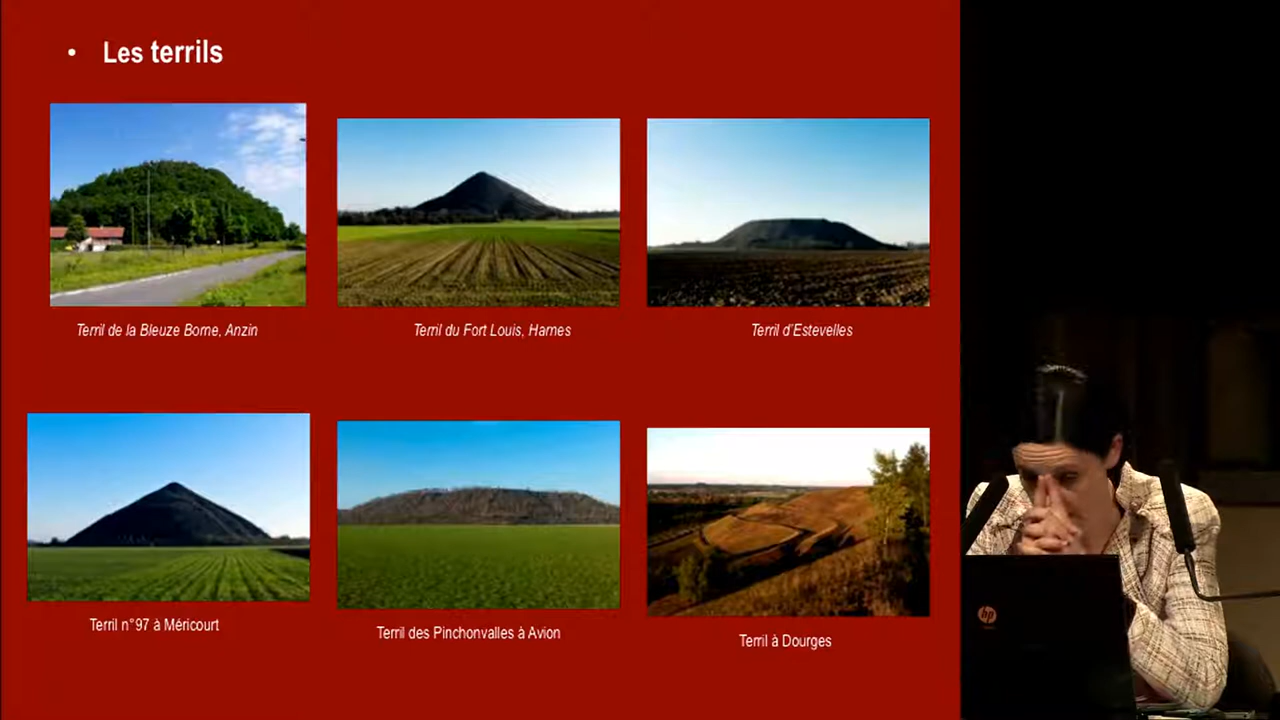 • Les terrils
Terril de la Bleuze Borne, Anzin
Terril du Fort Louis, Harnes
Terril d'Estevelles
Terril n°97 à Méricourt
Terril des Pinchonvalles à Avion
Terril à Dourges
hp